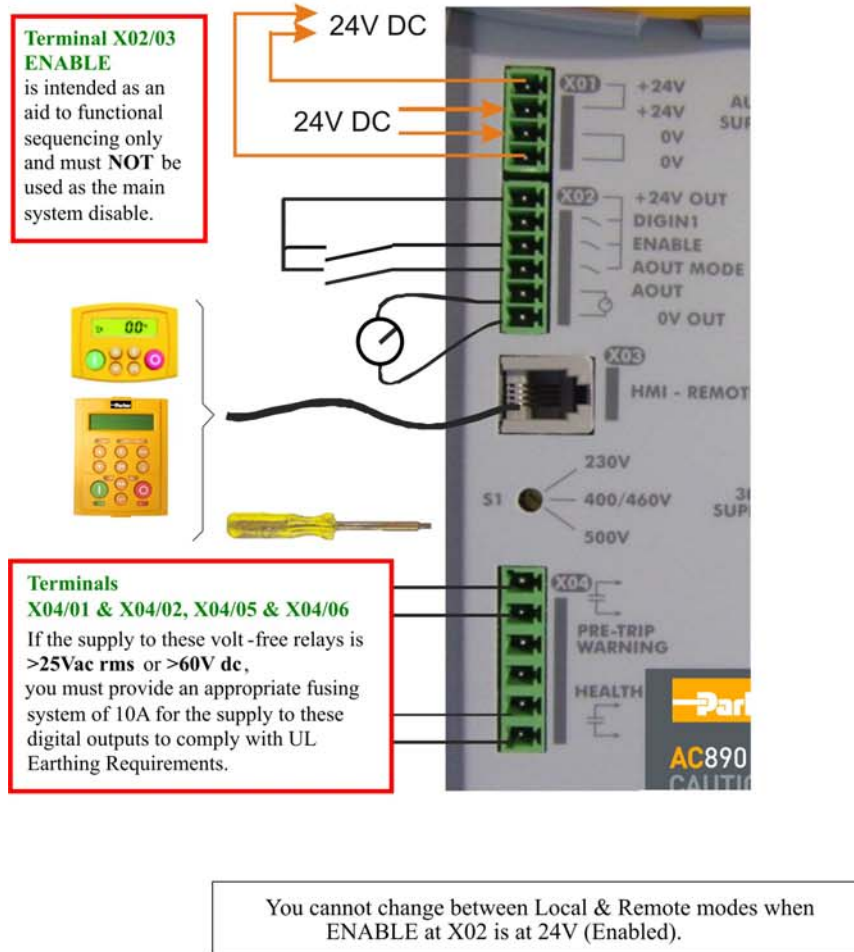 Terminal X02/03
ENABLE
is intended as an
aid to functional
sequencing only
and must NOT be
used as the main
system disable.
24V DC
24V DC
X01
+24V
+24V
0V
0V
X02
+24V OUT
DIGIN1
ENABLE
AOUT MODE
AOUT
0V OUT
X03
HMI - REMOT
230V
S1
400/460V
500V
Terminals
X04/01 & X04/02, X04/05 & X04/06
If the supply to these volt -free relays is
>25Vac rms or >60V dc,
you must provide an appropriate fusing
system of 10A for the supply to these
digital outputs to comply with UL
Earthing Requirements.
X04
PRE-TRIP
WARNING
HEALTH
Par
AC890
CAUTI
You cannot change between Local & Remote modes when
ENABLE at X02 is at 24V (Enabled).